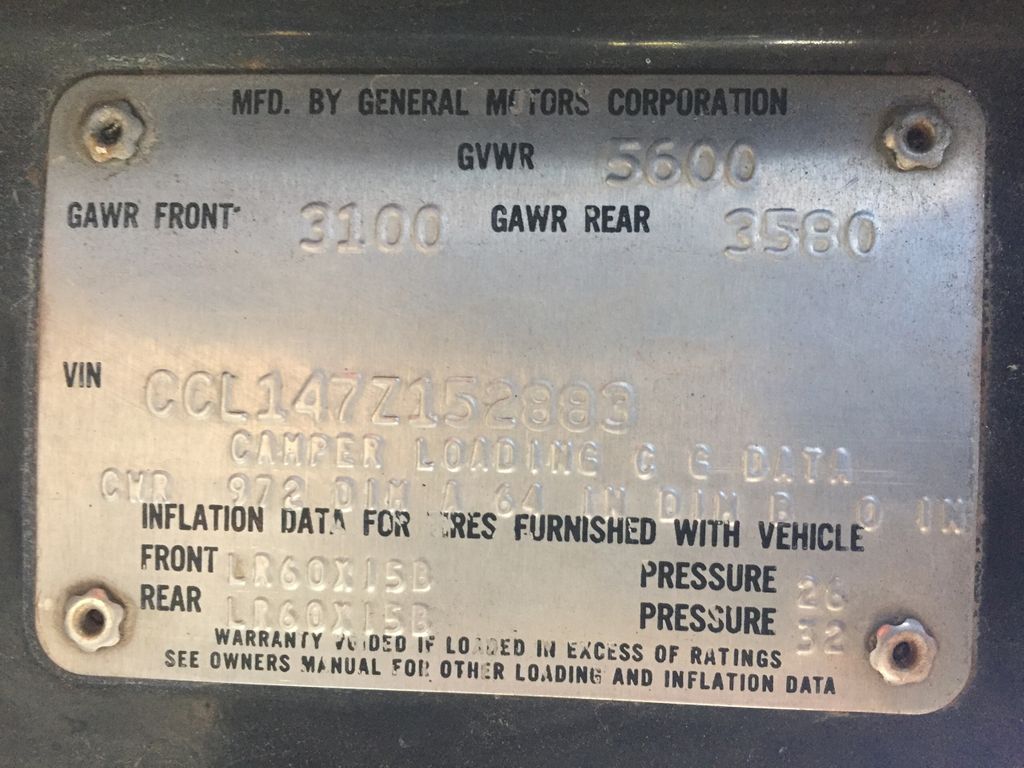 MFD. BY GENERAL MOTORS CORPORATION
GVWR 5600
GAWR FRONT 3100 GAWR REAR 3580
VIN CCL147Z152883
CAMPER LOADING C G DATA
CWR 972 DIM A 64 IN DIM B 0 IN
INFLATION DATA FOR TIRES FURNISHED WITH VEHICLE
FRONT LR60X15B PRESSURE 26
REAR LR60X15B PRESSURE 32
WARRANTY VOIDED IF LOADED IN EXCESS OF RATINGS
SEE OWNERS MANUAL FOR OTHER LOADING AND INFLATION DATA